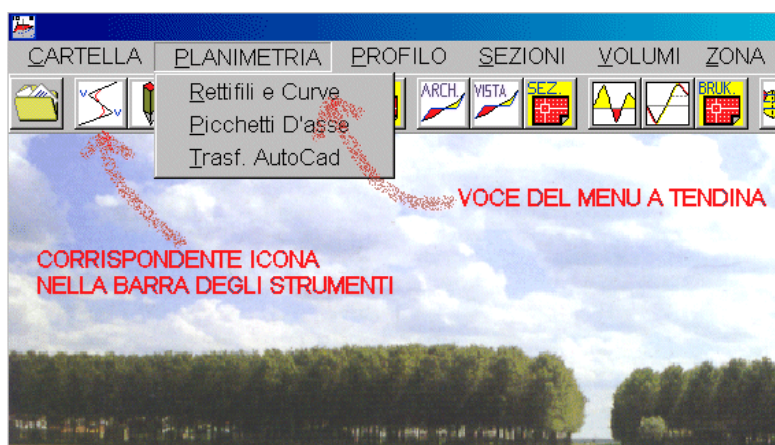 CARTELLA PLANIMETRIA PROFILO SEZIONI VOLUMI ZONA
V V ARCH. VISTA SEZ. BRUK.
Rettifili e Curve
Picchetti D'asse
Trasf. AutoCad
VOCE DEL MENU A TENDINA
CORRISPONDENTE ICONA
NELLA BARRA DEGLI STRUMENTI